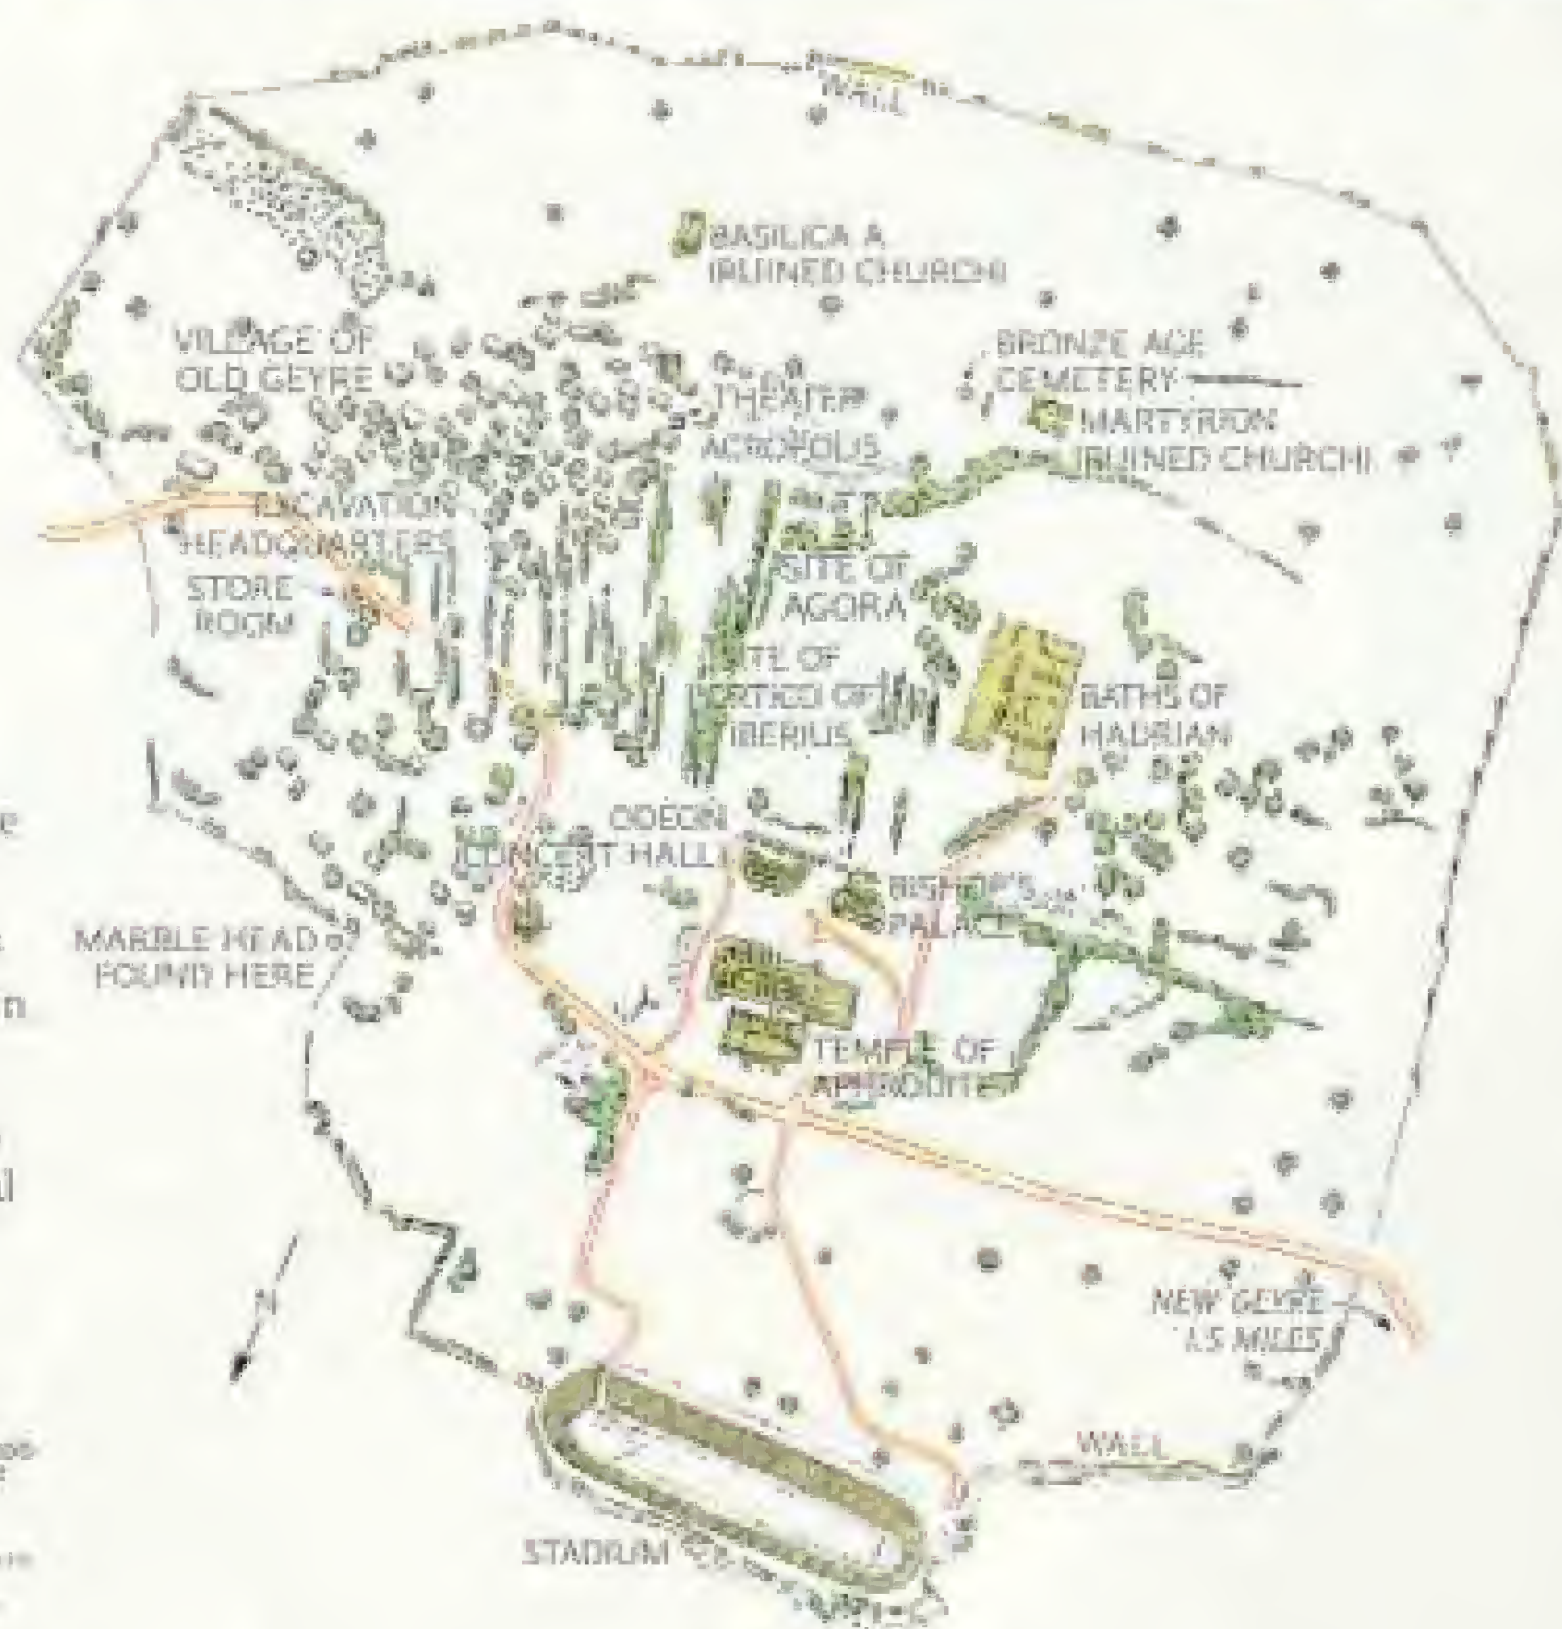 WALL
BASILICA A
(RUINED CHURCH)
VILLAGE OF
OLD GEYRE
BRONZE AGE
CEMETERY
THEATER
ACROPOLIS
MARTYRION
(RUINED CHURCH)
EXCAVATION
HEADQUARTERS
STORE
ROOM
SITE OF
AGORA
SITE OF
PORTICO OF
TIBERIUS
BATHS OF
HADRIAN
ODEON
(CONCERT HALL)
BISHOP'S
PALACE
MARBLE HEAD
FOUND HERE
TEMPLE OF
APHRODITE
N
NEW GEYRE
1.5 MILES
WALL
STADIUM